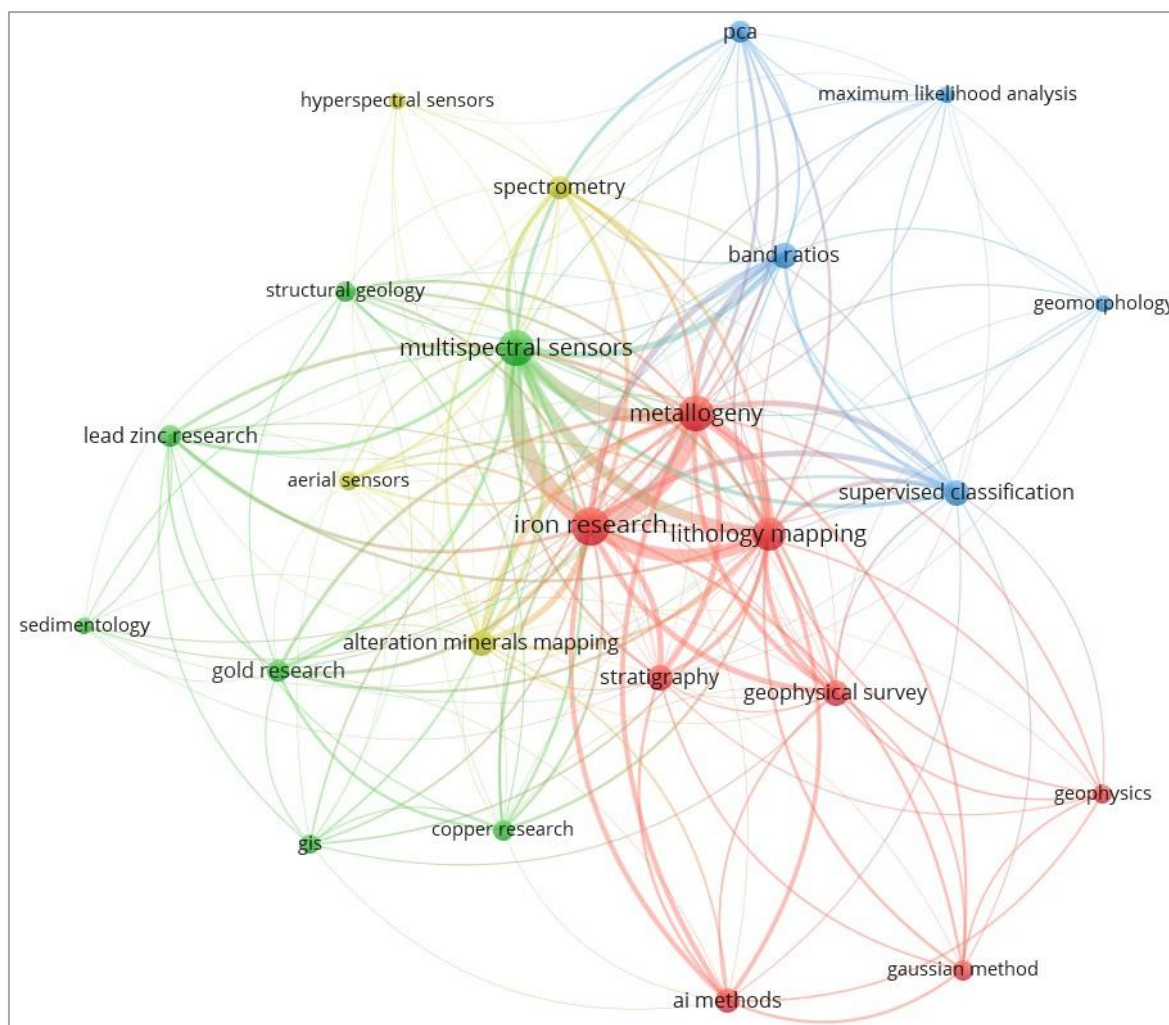 pca
maximum likelihood analysis
hyperspectral sensors
spectrometry
band ratios
structural geology
geomorphology
multispectral sensors
metallogeny
lead zinc research
aerial sensors
supervised classification
iron research
lithology mapping
sedimentology
alteration minerals mapping
gold research
stratigraphy
geophysical survey
geophysics
copper research
gis
gaussian method
ai methods